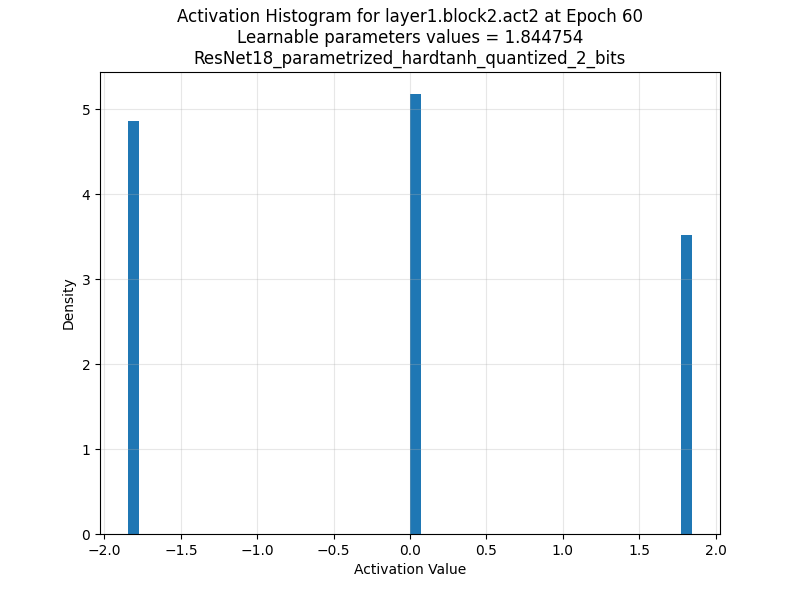 Activation Histogram for layer1.block2.act2 at Epoch 60
Learnable parameters values = 1.844754
ResNet18_parametrized_hardtanh_quantized_2_bits
Density
5
4
3
2
1
0
−2.0 −1.5 −1.0 −0.5 0.0 0.5 1.0 1.5 2.0
Activation Value